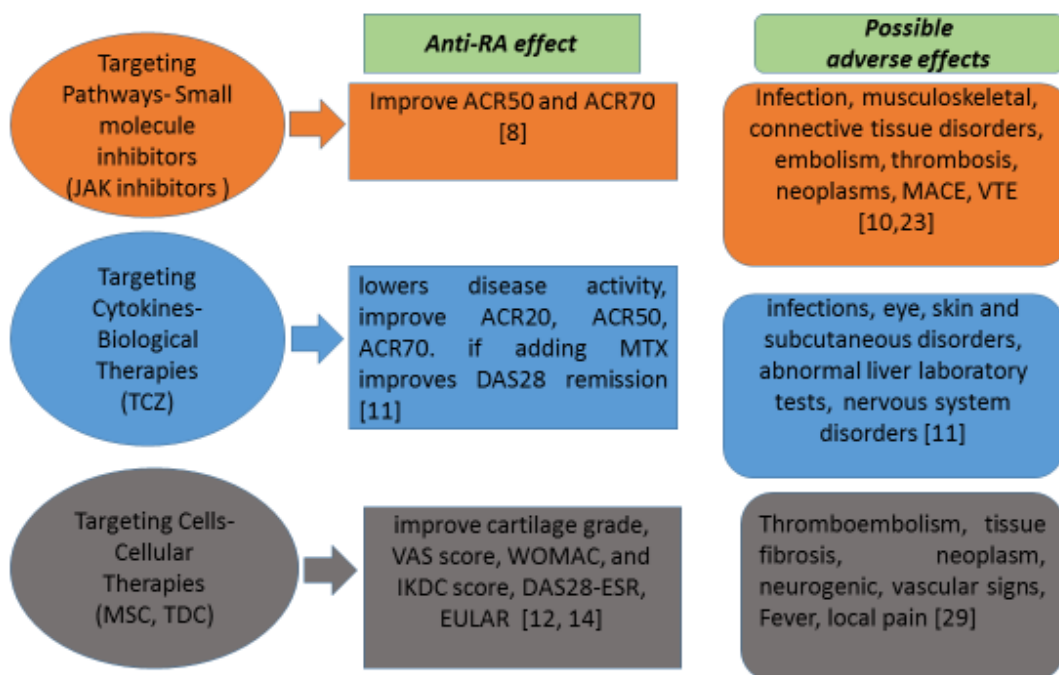 Anti-RA effect
Possible
adverse effects
Targeting
Pathways- Small
molecule
inhibitors
(JAK inhibitors )
Improve ACR50 and ACR70
[8]
Infection, musculoskeletal,
connective tissue disorders,
embolism, thrombosis,
neoplasms, MACE, VTE
[10,23]
Targeting
Cytokines-
Biological
Therapies
(TCZ)
lowers disease activity,
improve ACR20, ACR50,
ACR70. if adding MTX
improves DAS28 remission
[11]
infections, eye, skin and
subcutaneous disorders,
abnormal liver laboratory
tests, nervous system
disorders [11]
Targeting Cells-
Cellular
Therapies
(MSC, TDC)
improve cartilage grade,
VAS score, WOMAC, and
IKDC score, DAS28-ESR,
EULAR [12, 14]
Thromboembolism, tissue
fibrosis, neoplasm,
neurogenic, vascular signs,
Fever, local pain [29]